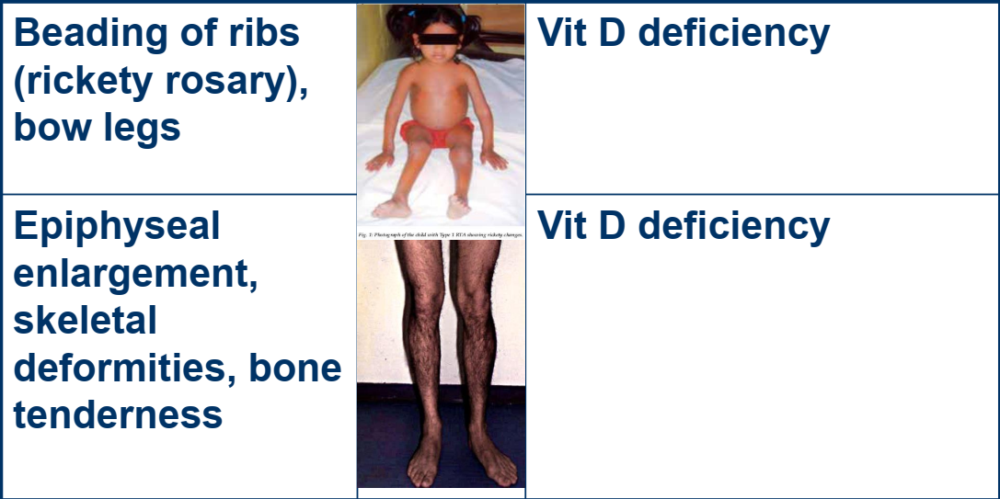 Beading of ribs
(rickety rosary),
bow legs
Vit D deficiency
Fig. 1: Photograph of the child with Type 1 RTA showing rickety changes.
Epiphyseal
enlargement,
skeletal
deformities, bone
tenderness
Vit D deficiency